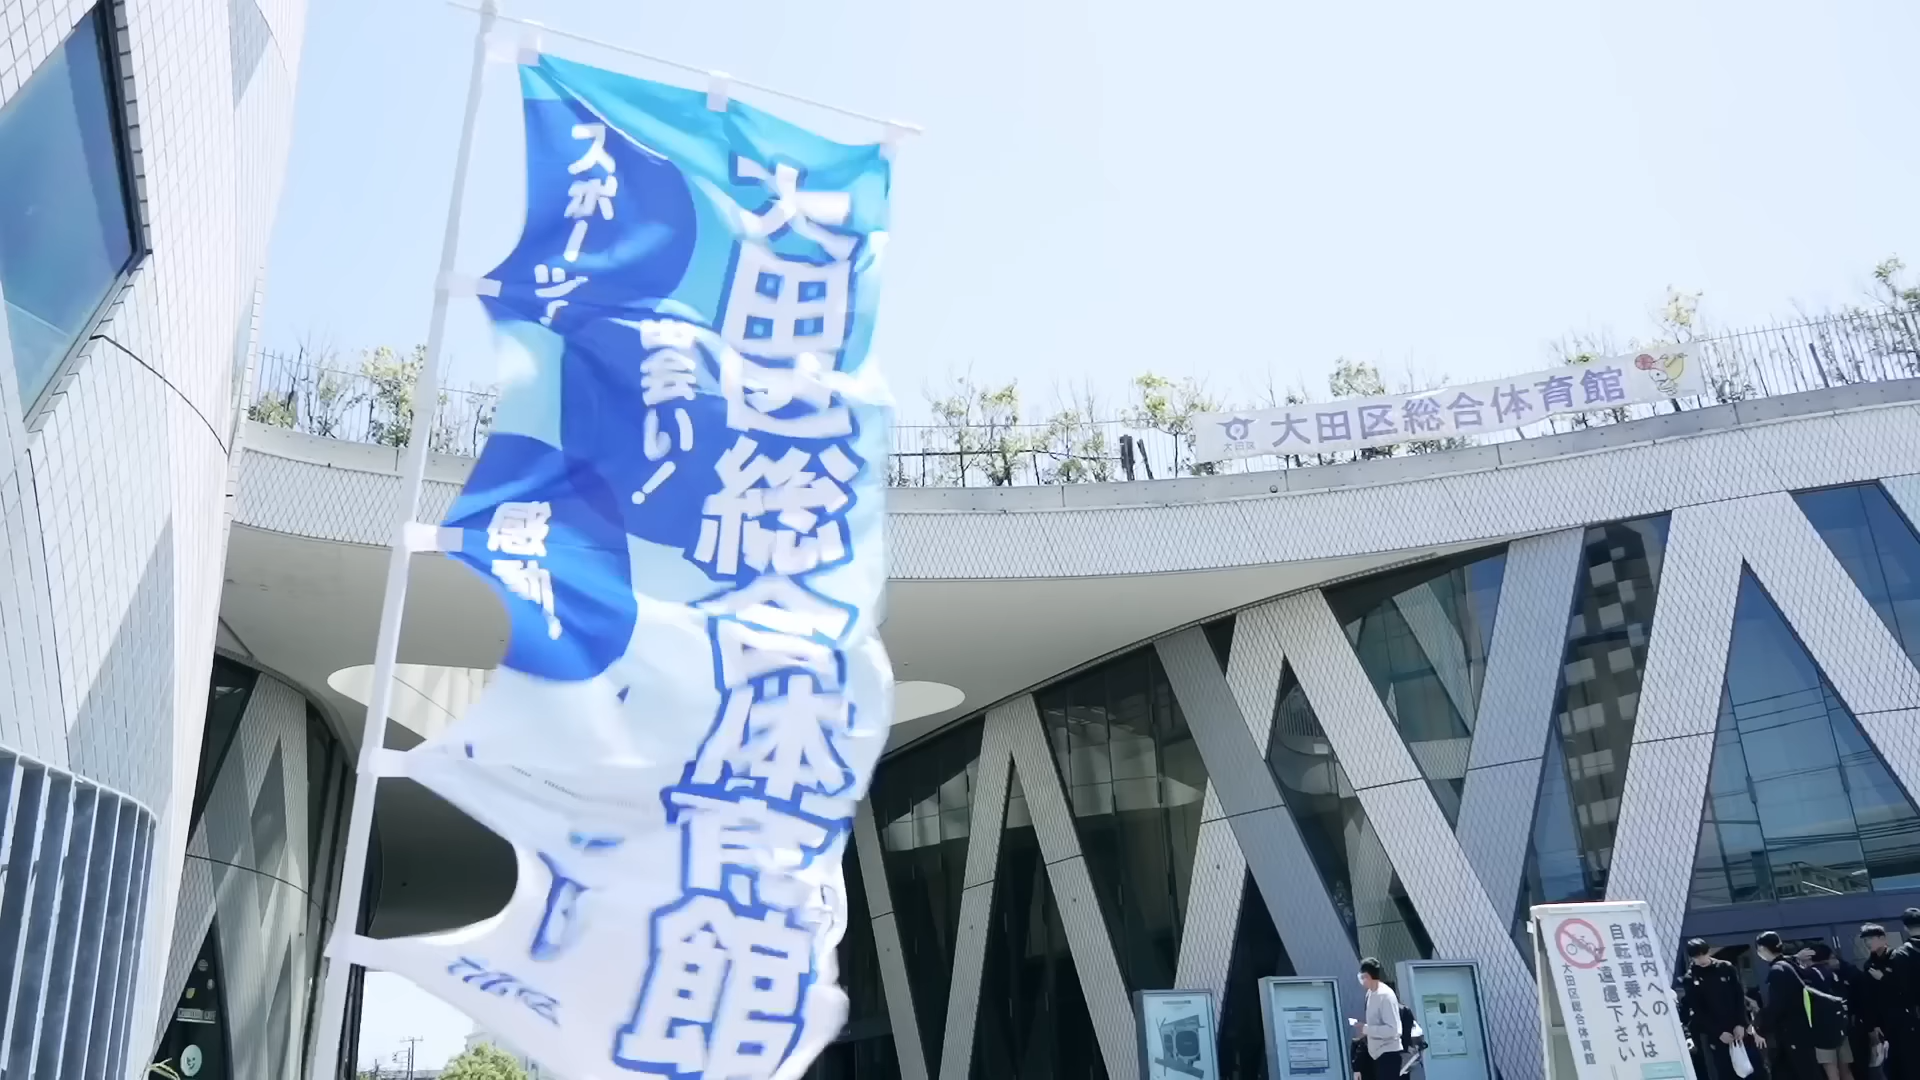 大田区総合体育館
スポーツ!
出会い!
感動!
大田区
大田区総合体育館
敷地内への
自転車乗入れは
ご遠慮下さい
大田区総合体育館